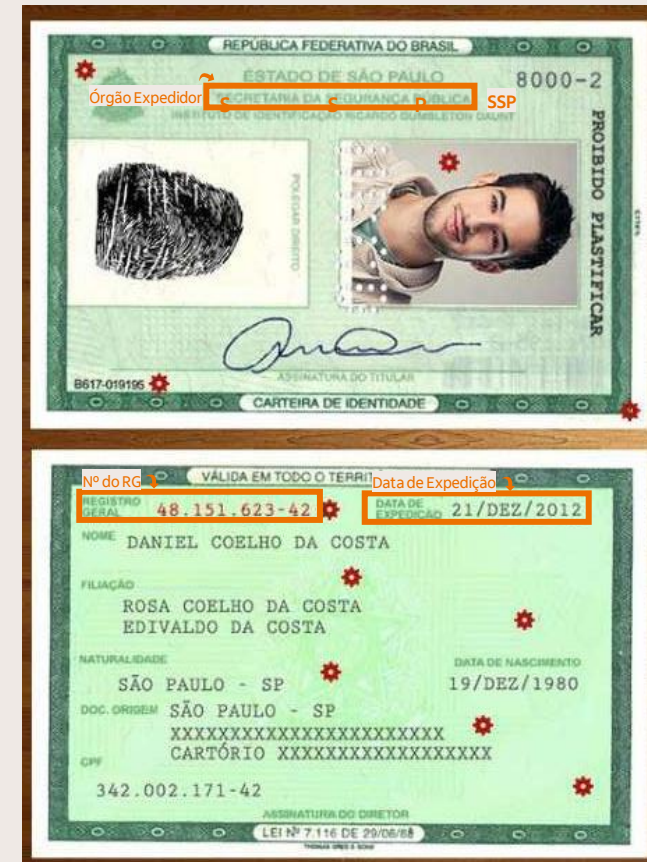 REPÚBLICA FEDERATIVA DO BRASIL
ESTADO DE SÃO PAULO
8000-2
Órgão Expedidor
SECRETARIA DA SEGURANÇA PÚBLICA
S S P
SSP
INSTITUTO DE IDENTIFICAÇÃO RICARDO GUMBLETON DAUNT
POLEGAR DIREITO
PROIBIDO PLASTIFICAR
ASSINATURA DO TITULAR
B617-019195
CARTEIRA DE IDENTIDADE
VÁLIDA EM TODO O TERRI
Nº do RG
Data de Expedição
REGISTRO GERAL 48.151.623-42 DATA DE EXPEDIÇÃO 21/DEZ/2012
NOME DANIEL COELHO DA COSTA
FILIAÇÃO
ROSA COELHO DA COSTA
EDIVALDO DA COSTA
NATURALIDADE DATA DE NASCIMENTO
SÃO PAULO - SP 19/DEZ/1980
DOC. ORIGEM SÃO PAULO - SP
XXXXXXXXXXXXXXXXXXXXXXX
CARTÓRIO XXXXXXXXXXXXXXXXXX
CPF
342.002.171-42
ASSINATURA DO DIRETOR
LEI Nº 7.116 DE 29/08/83